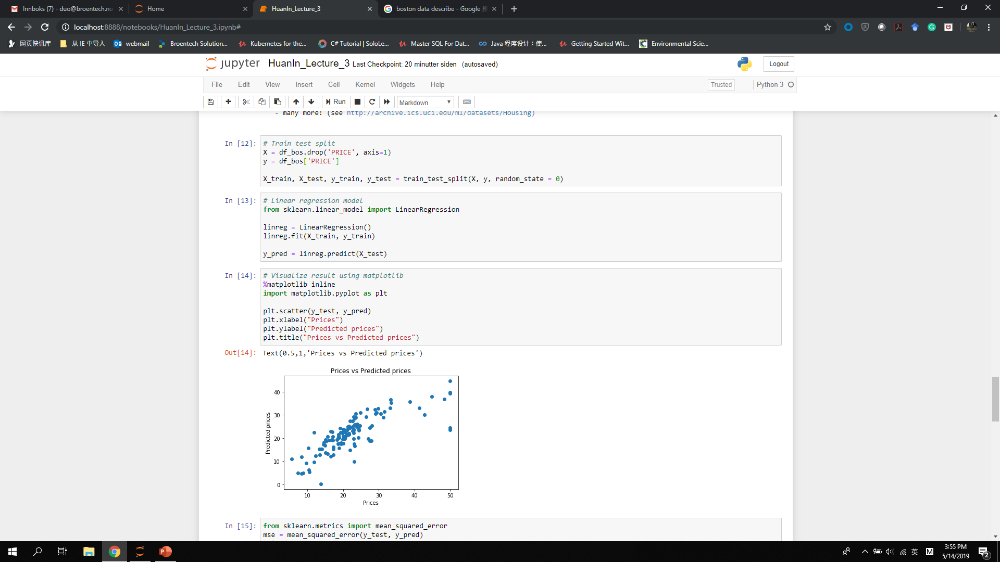 Innboks (7) - duo@broentech.no
Home
HuanIn_Lecture_3
boston data describe - Google 搜
localhost:8888/notebooks/HuanIn_Lecture_3.ipynb#
网页快讯库
从 IE 中导入
webmail
Broentech Solution...
Kubernetes for the...
C# Tutorial | SoloLe...
Master SQL For Dat...
Java 程序设计：使...
Getting Started Wit...
Environmental Scie...
jupyter HuanIn_Lecture_3 Last Checkpoint: 20 minutter siden (autosaved)
Logout
File Edit View Insert Cell Kernel Widgets Help
Trusted
Python 3
Run
Markdown
- many more! (see http://archive.ics.uci.edu/ml/datasets/Housing)
In [12]:
# Train test split
X = df_bos.drop('PRICE', axis=1)
y = df_bos['PRICE']
X_train, X_test, y_train, y_test = train_test_split(X, y, random_state = 0)
In [13]:
# Linear regression model
from sklearn.linear_model import LinearRegression
linreg = LinearRegression()
linreg.fit(X_train, y_train)
y_pred = linreg.predict(X_test)
In [14]:
# Visualize result using matplotlib
%matplotlib inline
import matplotlib.pyplot as plt
plt.scatter(y_test, y_pred)
plt.xlabel("Prices")
plt.ylabel("Predicted prices")
plt.title("Prices vs Predicted prices")
Out[14]: Text(0.5,1,'Prices vs Predicted prices')
Prices vs Predicted prices
Predicted prices
40
30
20
10
0
10 20 30 40 50
Prices
In [15]:
from sklearn.metrics import mean_squared_error
mse = mean_squared_error(y_test, y_pred)
英
M
3:55 PM
5/14/2019
2